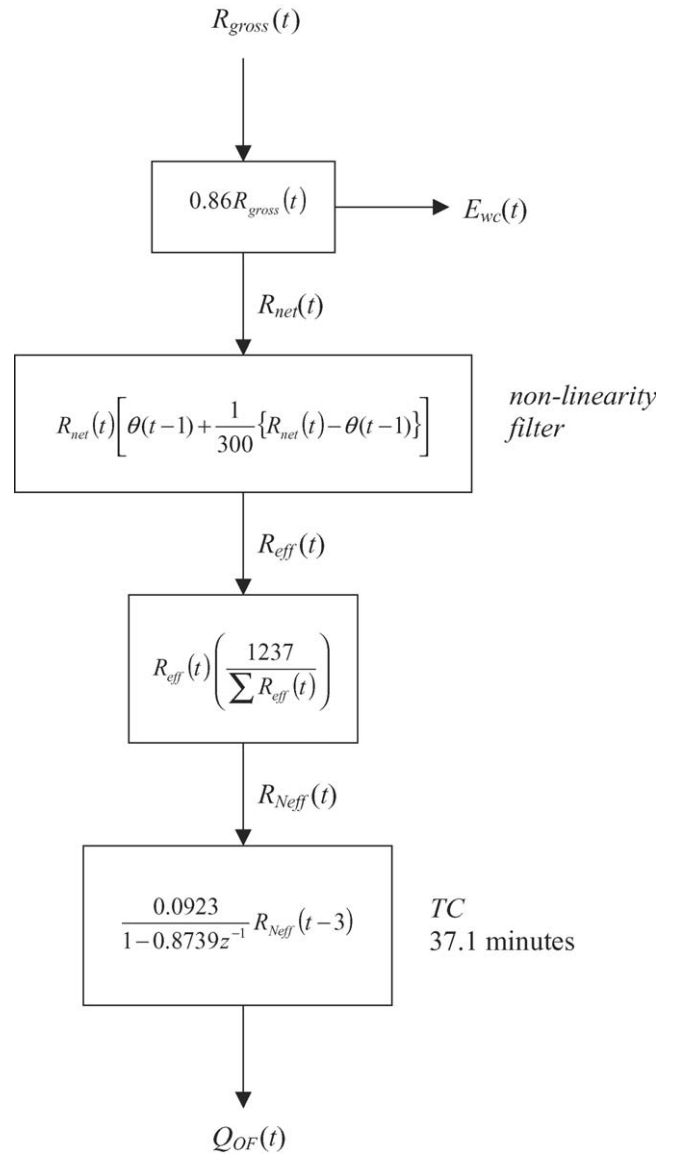 R_gross(t)
0.86R_gross(t)
E_wc(t)
R_net(t)
R_net(t)[θ(t−1)+1/300{R_net(t)−θ(t−1)}]
non-linearity
filter
R_eff(t)
R_eff(t)(1237/∑R_eff(t))
R_Neff(t)
0.0923/1−0.8739z⁻¹ R_Neff(t−3)
TC
37.1 minutes
Q_OF(t)